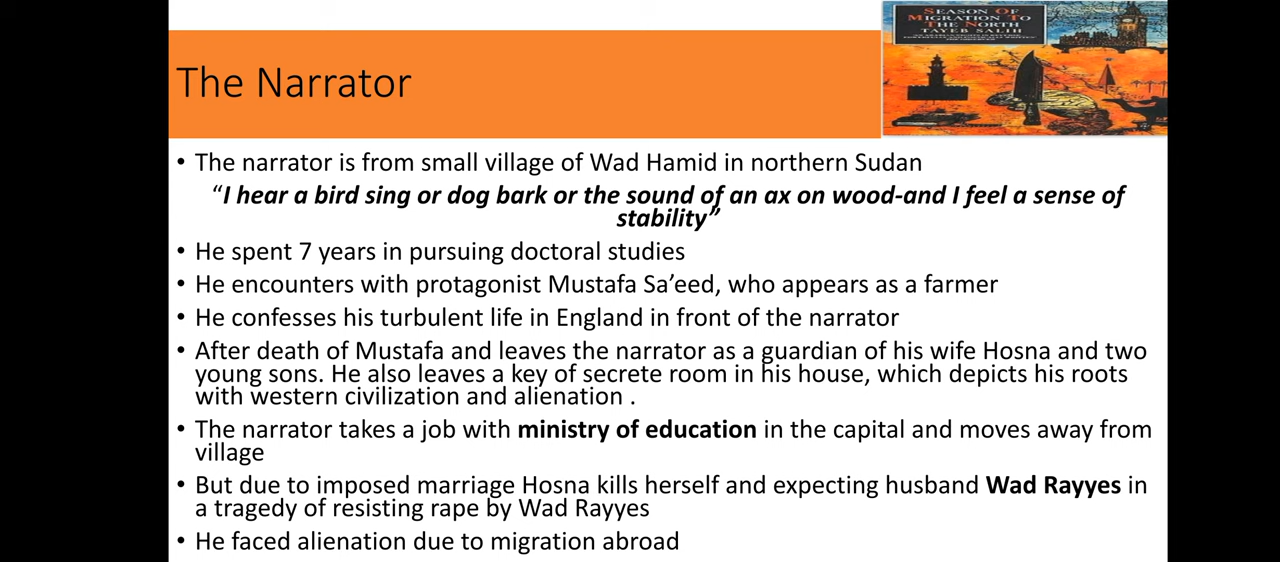 SEASON OF
MIGRATION TO
THE NORTH
TAYEB SALIH
The Narrator
• The narrator is from small village of Wad Hamid in northern Sudan
“I hear a bird sing or dog bark or the sound of an ax on wood-and I feel a sense of
stability”
• He spent 7 years in pursuing doctoral studies
• He encounters with protagonist Mustafa Sa’eed, who appears as a farmer
• He confesses his turbulent life in England in front of the narrator
• After death of Mustafa and leaves the narrator as a guardian of his wife Hosna and two
young sons. He also leaves a key of secrete room in his house, which depicts his roots
with western civilization and alienation .
• The narrator takes a job with ministry of education in the capital and moves away from
village
• But due to imposed marriage Hosna kills herself and expecting husband Wad Rayyes in
a tragedy of resisting rape by Wad Rayyes
• He faced alienation due to migration abroad